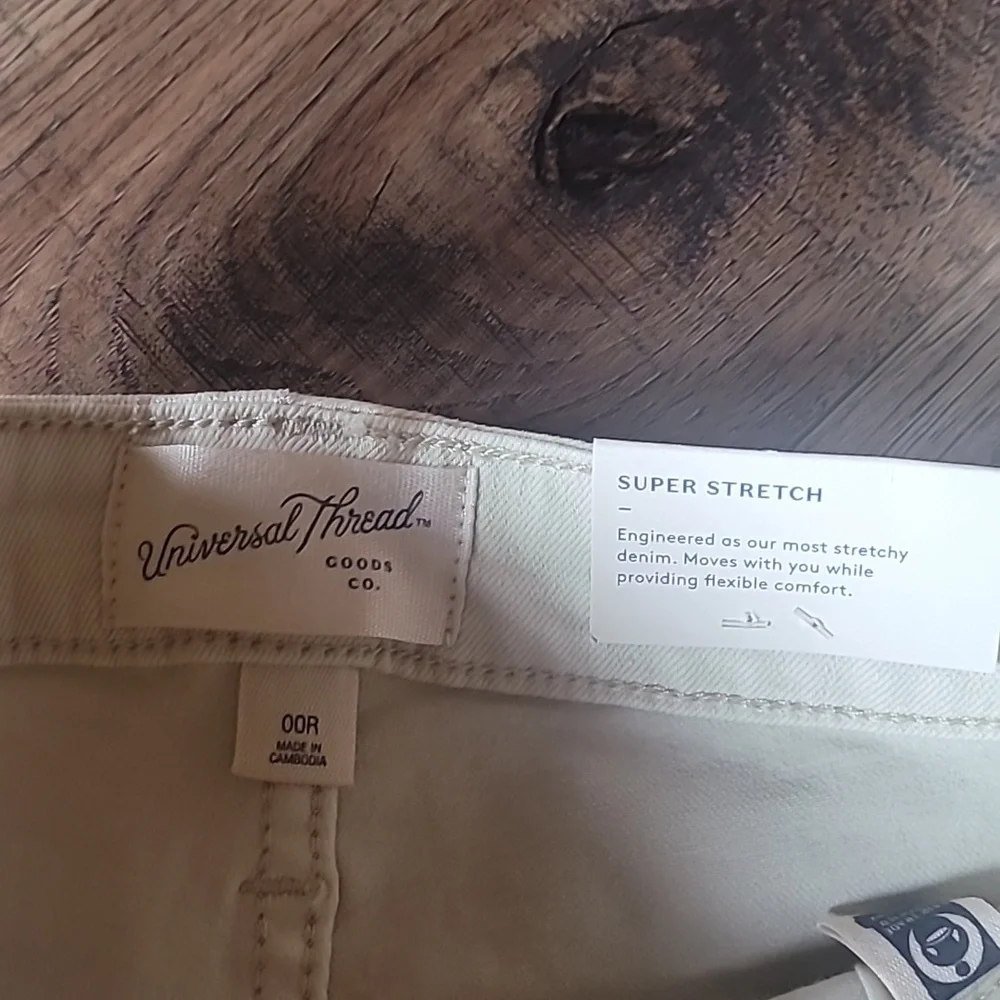 Universal Thread™
GOODS
CO.
OOR
MADE IN
CAMBODIA
SUPER STRETCH
–
Engineered as our most stretchy
denim. Moves with you while
providing flexible comfort.